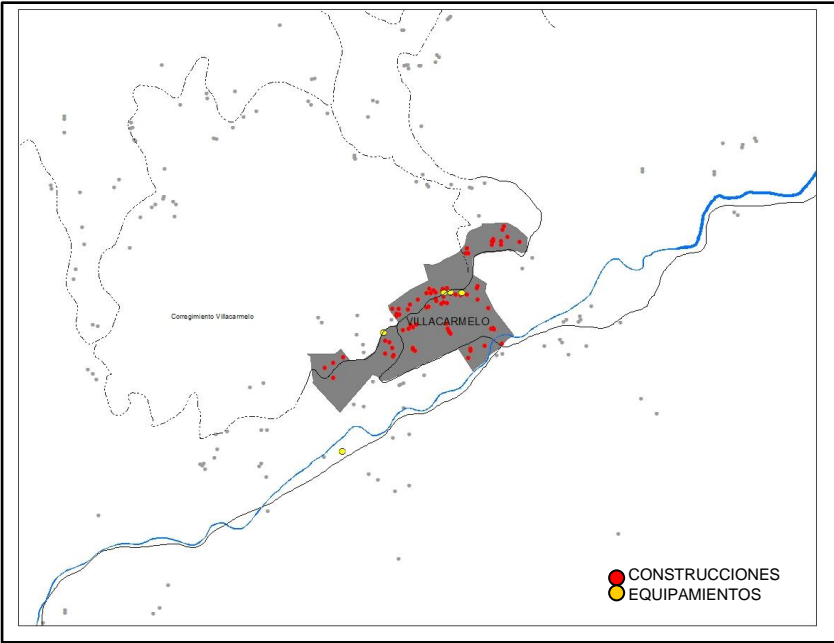 Corregimiento Villacarmelo
VILLACARMELO
CONSTRUCCIONES
EQUIPAMIENTOS